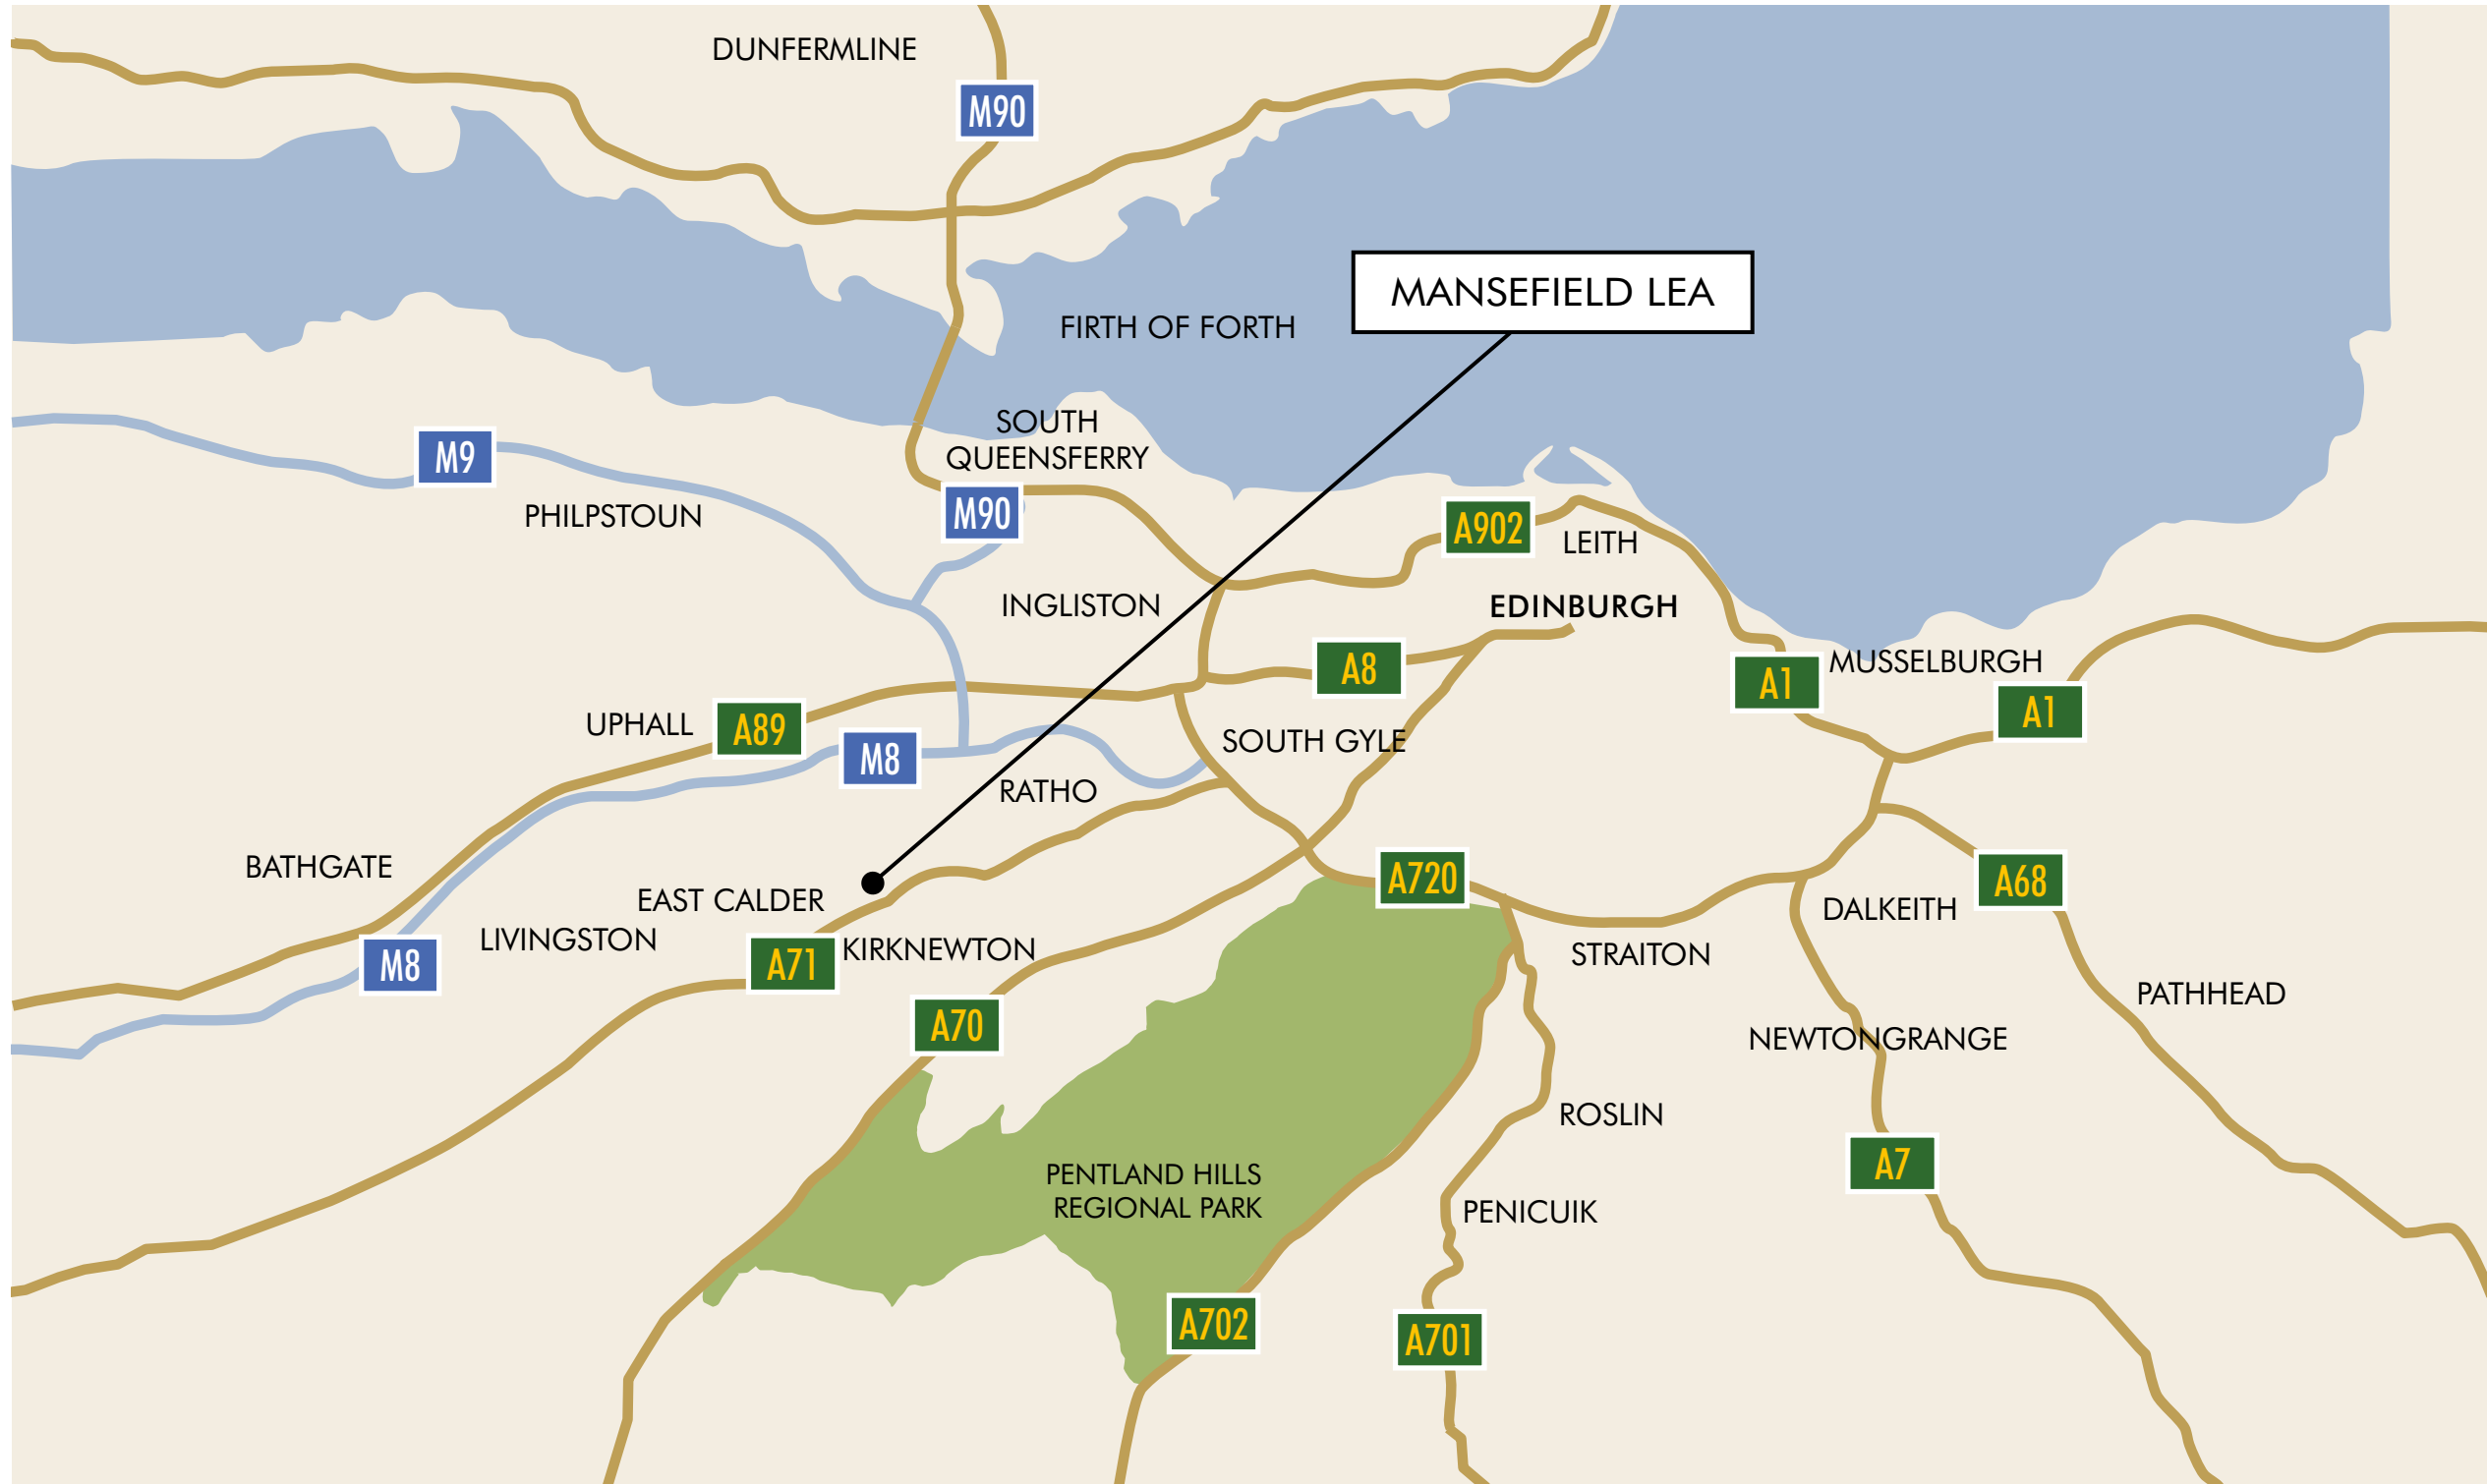 DUNFERMLINE
M90
MANSEFIELD LEA
FIRTH OF FORTH
SOUTH
QUEENSFERRY
M9
M90
PHILPSTOUN
A902
LEITH
INGLISTON
EDINBURGH
A8
MUSSELBURGH
A1
A1
UPHALL
A89
M8
SOUTH GYLE
RATHO
BATHGATE
EAST CALDER
A720
A68
DALKEITH
LIVINGSTON
M8
A71
KIRKNEWTON
STRAITON
PATHHEAD
A70
NEWTONGRANGE
ROSLIN
A7
PENTLAND HILLS
REGIONAL PARK
PENICUIK
A702
A701